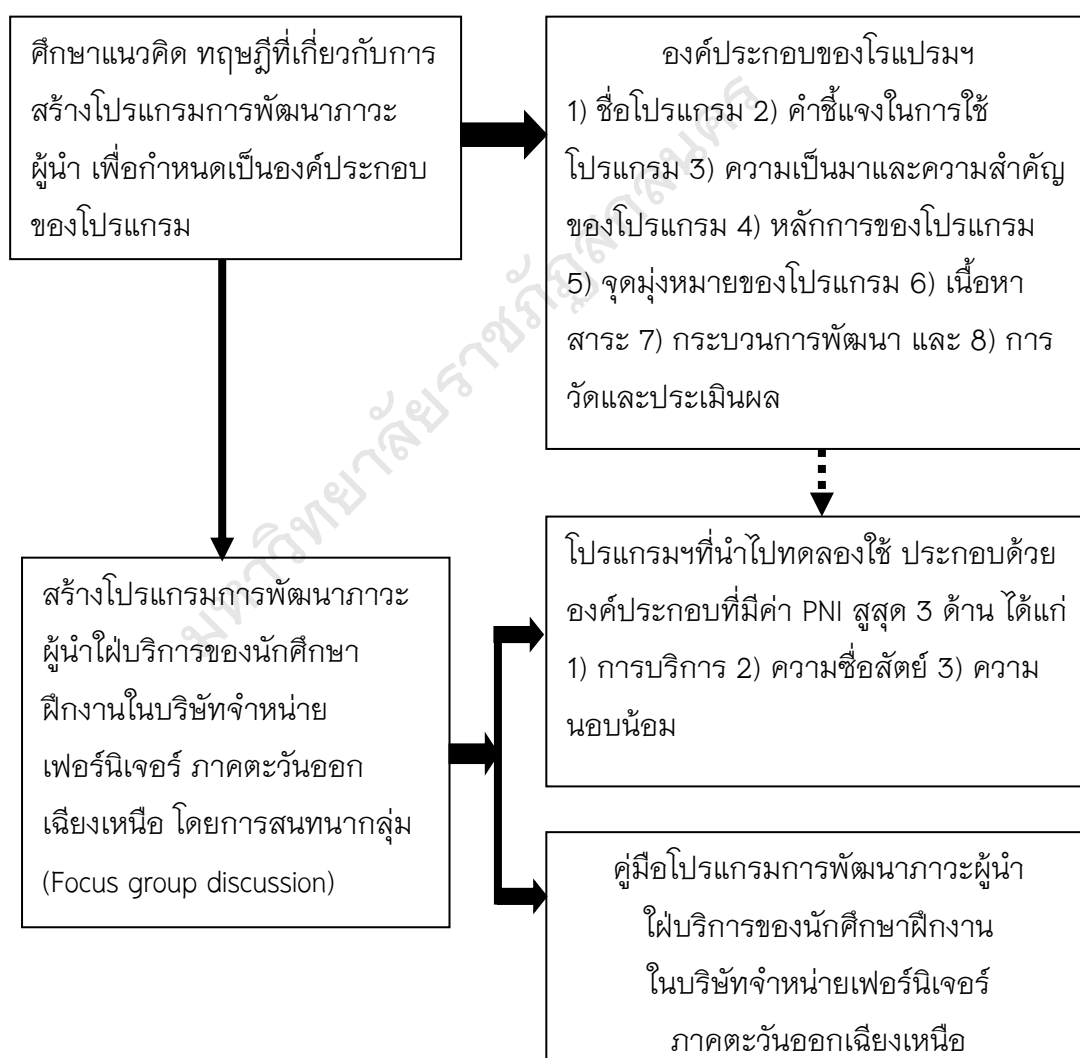 ศึกษาแนวคิด ทฤษฎีที่เกี่ยวกับการ
สร้างโปรแกรมการพัฒนาภาวะ
ผู้นำ เพื่อกำหนดเป็นองค์ประกอบ
ของโปรแกรม
องค์ประกอบของโรแปรมฯ
1) ชื่อโปรแกรม 2) คำชี้แจงในการใช้
โปรแกรม 3) ความเป็นมาและความสำคัญ
ของโปรแกรม 4) หลักการของโปรแกรม
5) จุดมุ่งหมายของโปรแกรม 6) เนื้อหา
สาระ 7) กระบวนการพัฒนา และ 8) การ
วัดและประเมินผล
สร้างโปรแกรมการพัฒนาภาวะ
ผู้นำใฝ่บริการของนักศึกษา
ฝึกงานในบริษัทจำหน่าย
เฟอร์นิเจอร์ ภาคตะวันออก
เฉียงเหนือ โดยการสนทนากลุ่ม
(Focus group discussion)
โปรแกรมฯที่นำไปทดลองใช้ ประกอบด้วย
องค์ประกอบที่มีค่า PNI สูสุด 3 ด้าน ได้แก่
1) การบริการ 2) ความซื่อสัตย์ 3) ความ
นอบน้อม
คู่มือโปรแกรมการพัฒนาภาวะผู้นำ
ใฝ่บริการของนักศึกษาฝึกงาน
ในบริษัทจำหน่ายเฟอร์นิเจอร์
ภาคตะวันออกเฉียงเหนือ
มหาวิทยาลัยราชภัฏสกลนคร